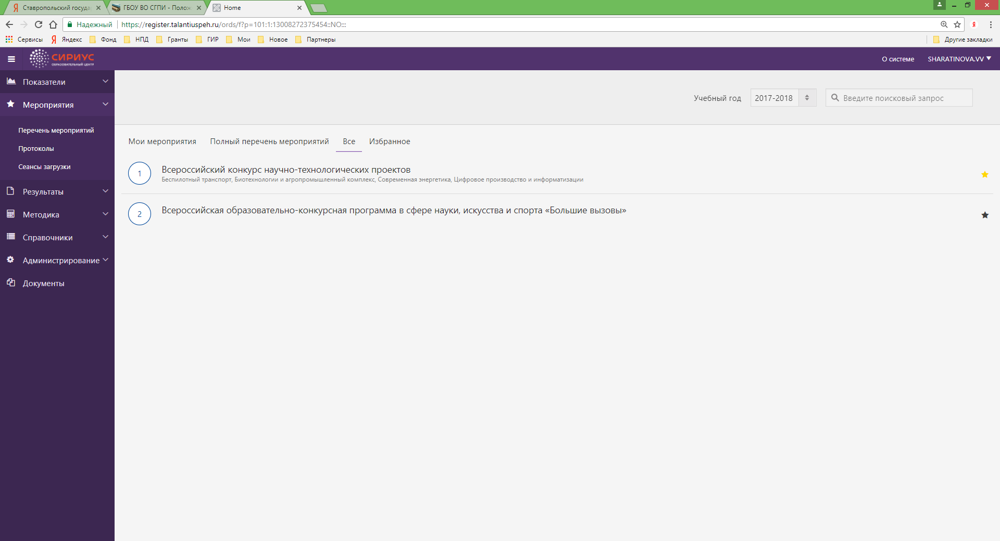 Ставропольский государ
ГБОУ ВО СГПИ - Полож
Home
Надежный
https://register.talantiuspeh.ru/ords/f?p=101:1:13008272375454::NO:::
Сервисы
Яндекс
Фонд
НПД
Гранты
ГИР
Мои
Новое
Партнеры
Другие закладки
СИРИУС
ОБРАЗОВАТЕЛЬНЫЙ ЦЕНТР
О системе
SHARATINOVA.VV
Показатели
Мероприятия
Перечень мероприятий
Протоколы
Сеансы загрузки
Результаты
Методика
Справочники
Администрирование
Документы
Учебный год
2017-2018
Введите поисковый запрос
Мои мероприятия
Полный перечень мероприятий
Все
Избранное
1
Всероссийский конкурс научно-технологических проектов
Беспилотный транспорт, Биотехнологии и агропромышленный комплекс, Современная энергетика, Цифровое производство и информатизации
2
Всероссийская образовательно-конкурсная программа в сфере науки, искусства и спорта «Большие вызовы»